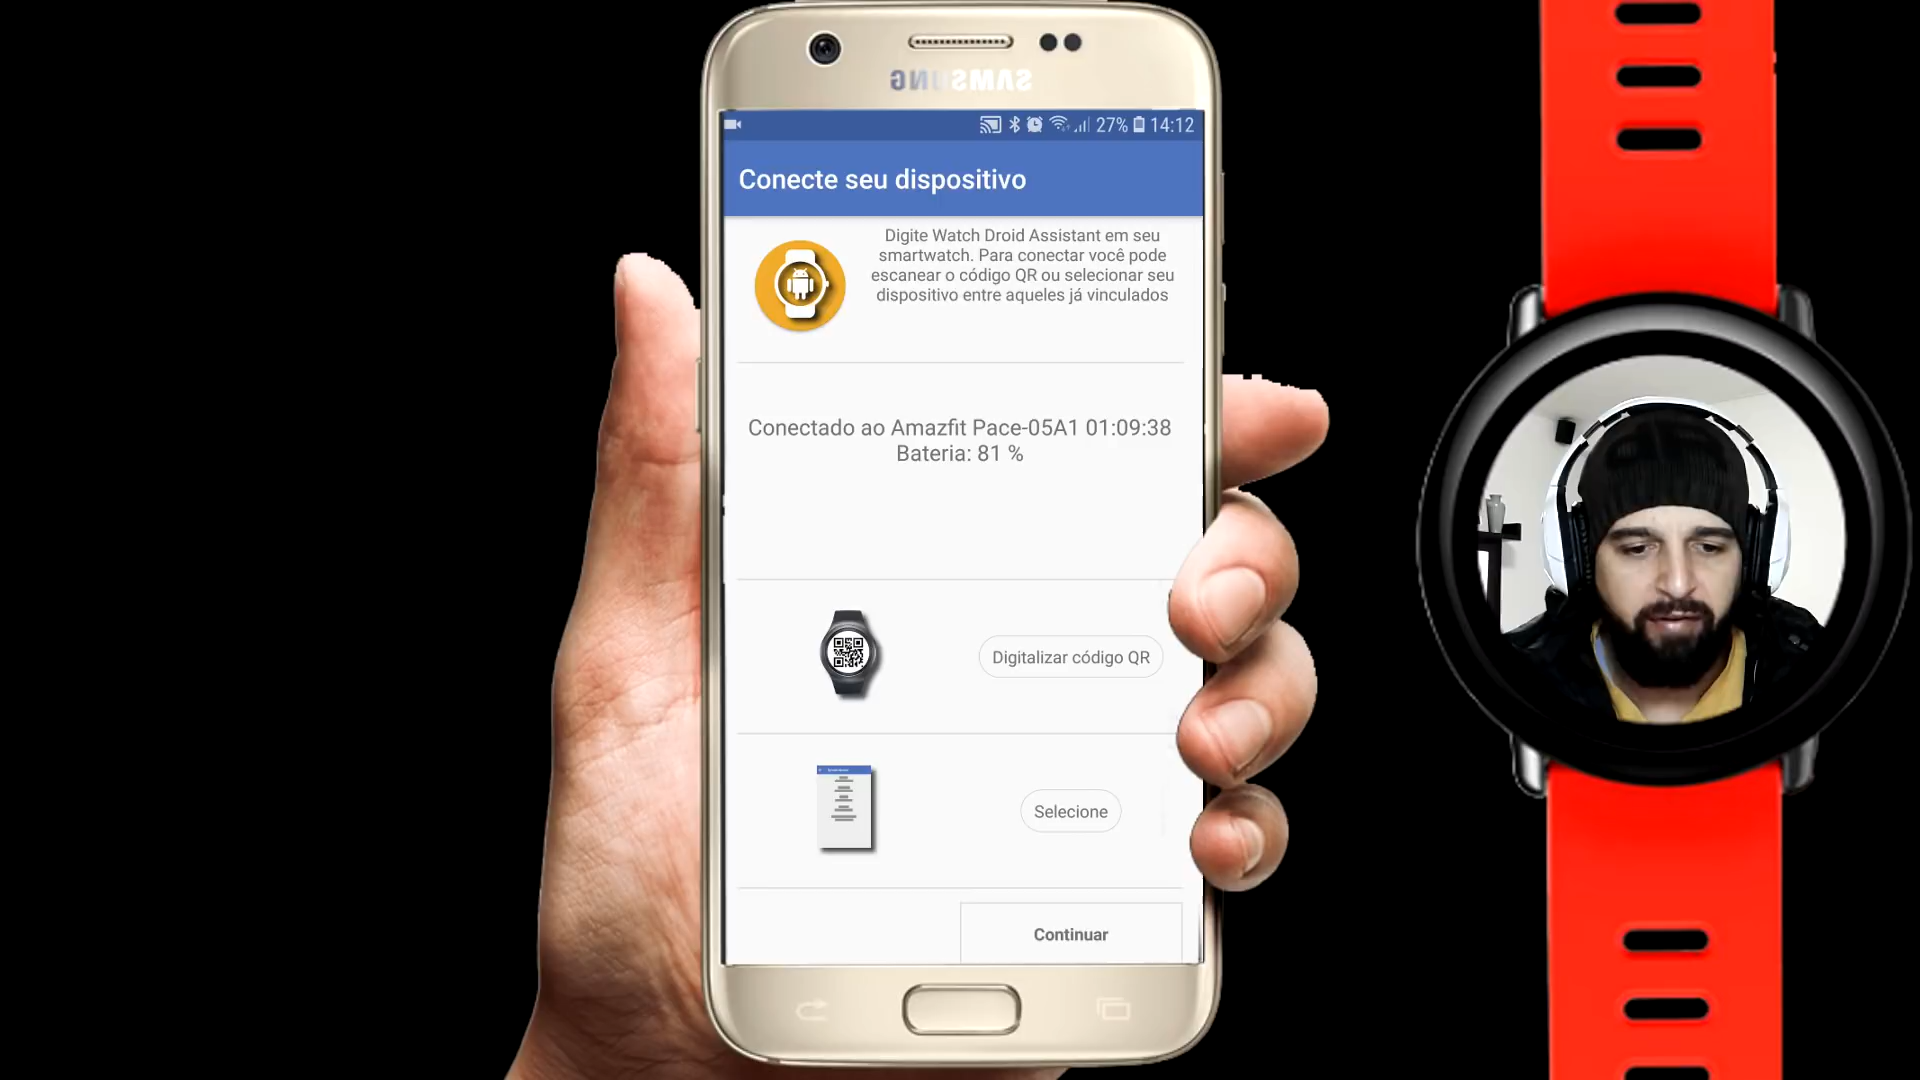 SAMSUNG
27% 14:12
Conecte seu dispositivo
Digite Watch Droid Assistant em seu
smartwatch. Para conectar você pode
escanear o código QR ou selecionar seu
dispositivo entre aqueles já vinculados
Conectado ao Amazfit Pace-05A1 01:09:38
Bateria: 81 %
Digitalizar código QR
Selecione
Continuar